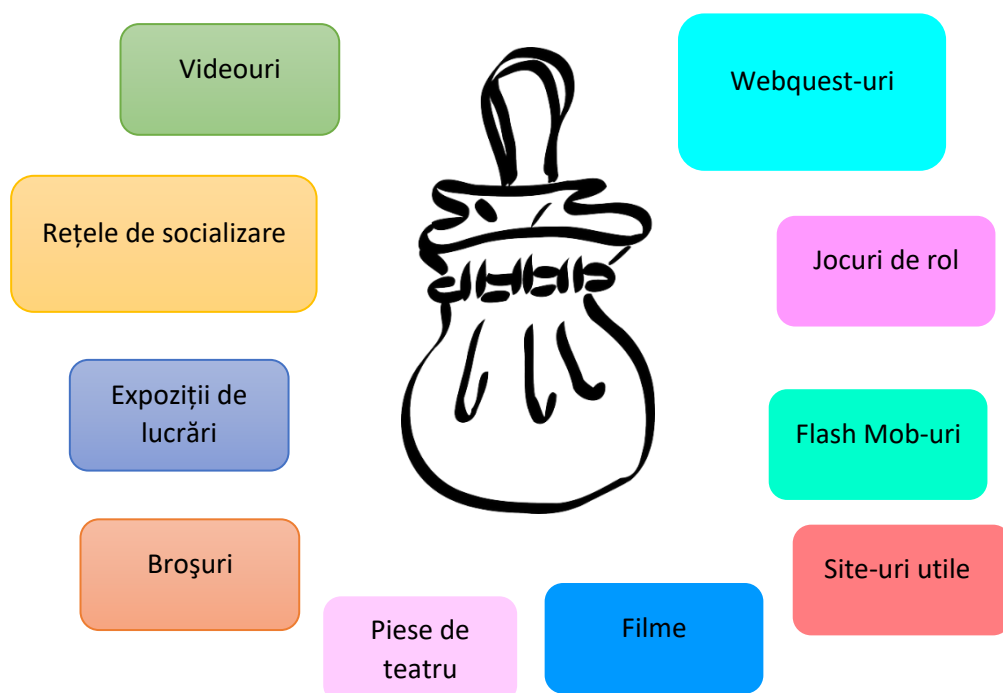 Videouri
Webquest-uri
Rețele de socializare
Jocuri de rol
Expoziții de
lucrări
Flash Mob-uri
Broşuri
Site-uri utile
Piese de
teatru
Filme